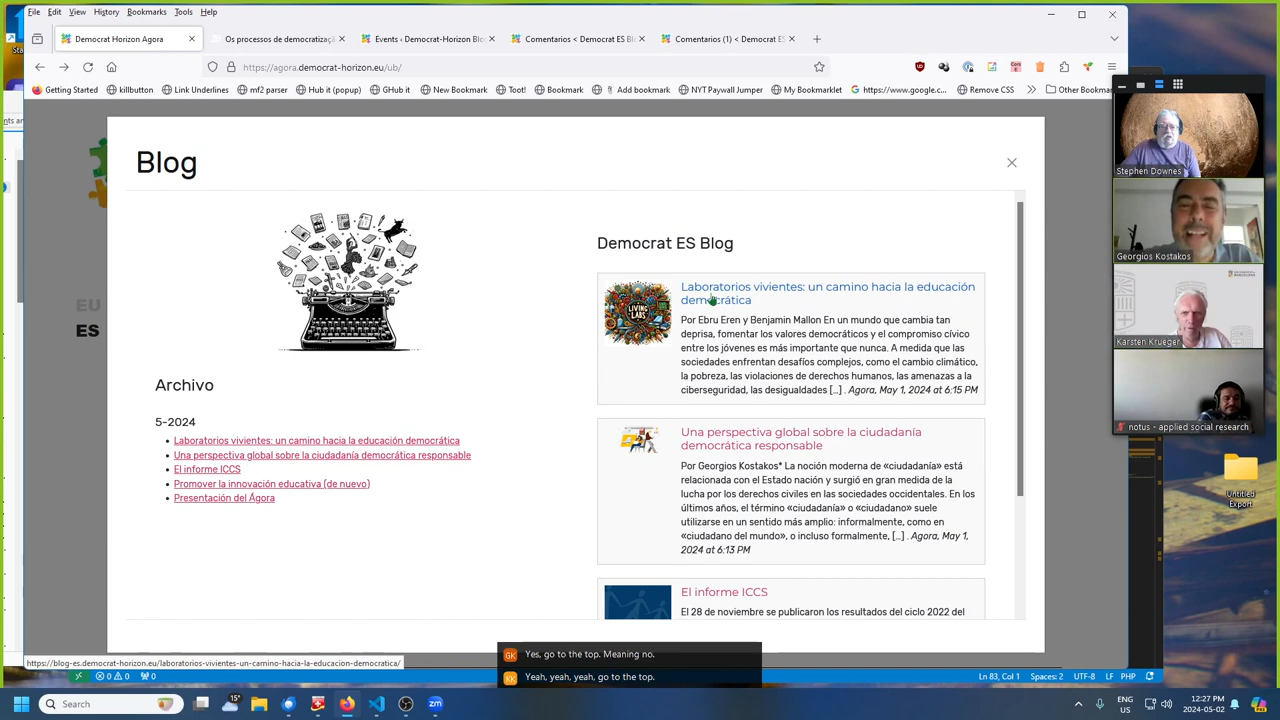 File Edit View History Bookmarks Tools Help
Democrat Horizon Agora
Os processos de democratizaç
Events ‹ Democrat-Horizon Blo
Comentarios < Democrat ES Bl
Comentarios (1) < Democrat ES
https://agora.democrat-horizon.eu/ub/
Getting Started killbutton Link Underlines mf2 parser Hub it (popup) GHub it New Bookmark Toot! Bookmark Add bookmark NYT Paywall Jumper My Bookmarklet https://www.google.c... Remove CSS Other Bookmar
Blog
EU
ES
Archivo
5-2024
Laboratorios vivientes: un camino hacia la educación democrática
Una perspectiva global sobre la ciudadanía democrática responsable
El informe ICCS
Promover la innovación educativa (de nuevo)
Presentación del Ágora
Democrat ES Blog
LIVING
LABS
Laboratorios vivientes: un camino hacia la educación
democrática
Por Ebru Eren y Benjamin Mallon En un mundo que cambia tan
deprisa, fomentar los valores democráticos y el compromiso cívico
entre los jóvenes es más importante que nunca. A medida que las
sociedades enfrentan desafíos complejos, como el cambio climático,
la pobreza, las violaciones de derechos humanos, las amenazas a la
ciberseguridad, las desigualdades [...] . Agora, May 1, 2024 at 6:15 PM
Una perspectiva global sobre la ciudadanía
democrática responsable
Por Georgios Kostakos* La noción moderna de «ciudadanía» está
relacionada con el Estado nación y surgió en gran medida de la
lucha por los derechos civiles en las sociedades occidentales. En los
últimos años, el término «ciudadanía» o «ciudadano» suele
utilizarse en un sentido más amplio: informalmente, como en
«ciudadano del mundo», o incluso formalmente, [...] . Agora, May 1,
2024 at 6:13 PM
El informe ICCS
El 28 de noviembre se publicaron los resultados del ciclo 2022 del
Stephen Downes
Georgios Kostakos
Karsten Krueger
notus - applied social research
Untitled
Export
https://blog-es.democrat-horizon.eu/laboratorios-vivientes-un-camino-hacia-la-educacion-democratica/
GK Yes, go to the top. Meaning no.
KK Yeah, yeah, yeah, go to the top.
0 0 0
Ln 83, Col 1 Spaces: 2 UTF-8 LF PHP
Search
15°
ENG
US
12:27 PM
2024-05-02